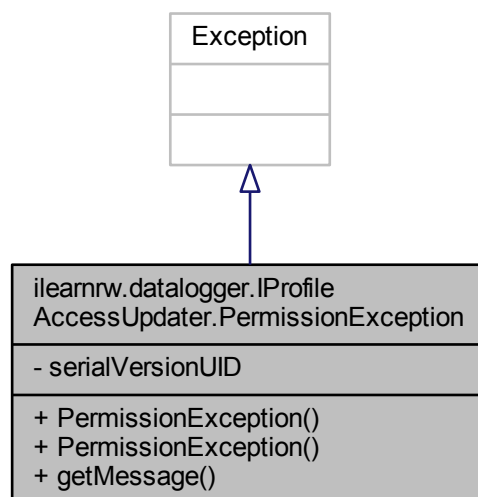 Exception
ilearnrw.datalogger.IProfile
AccessUpdater.PermissionException
- serialVersionUID
+ PermissionException()
+ PermissionException()
+ getMessage()